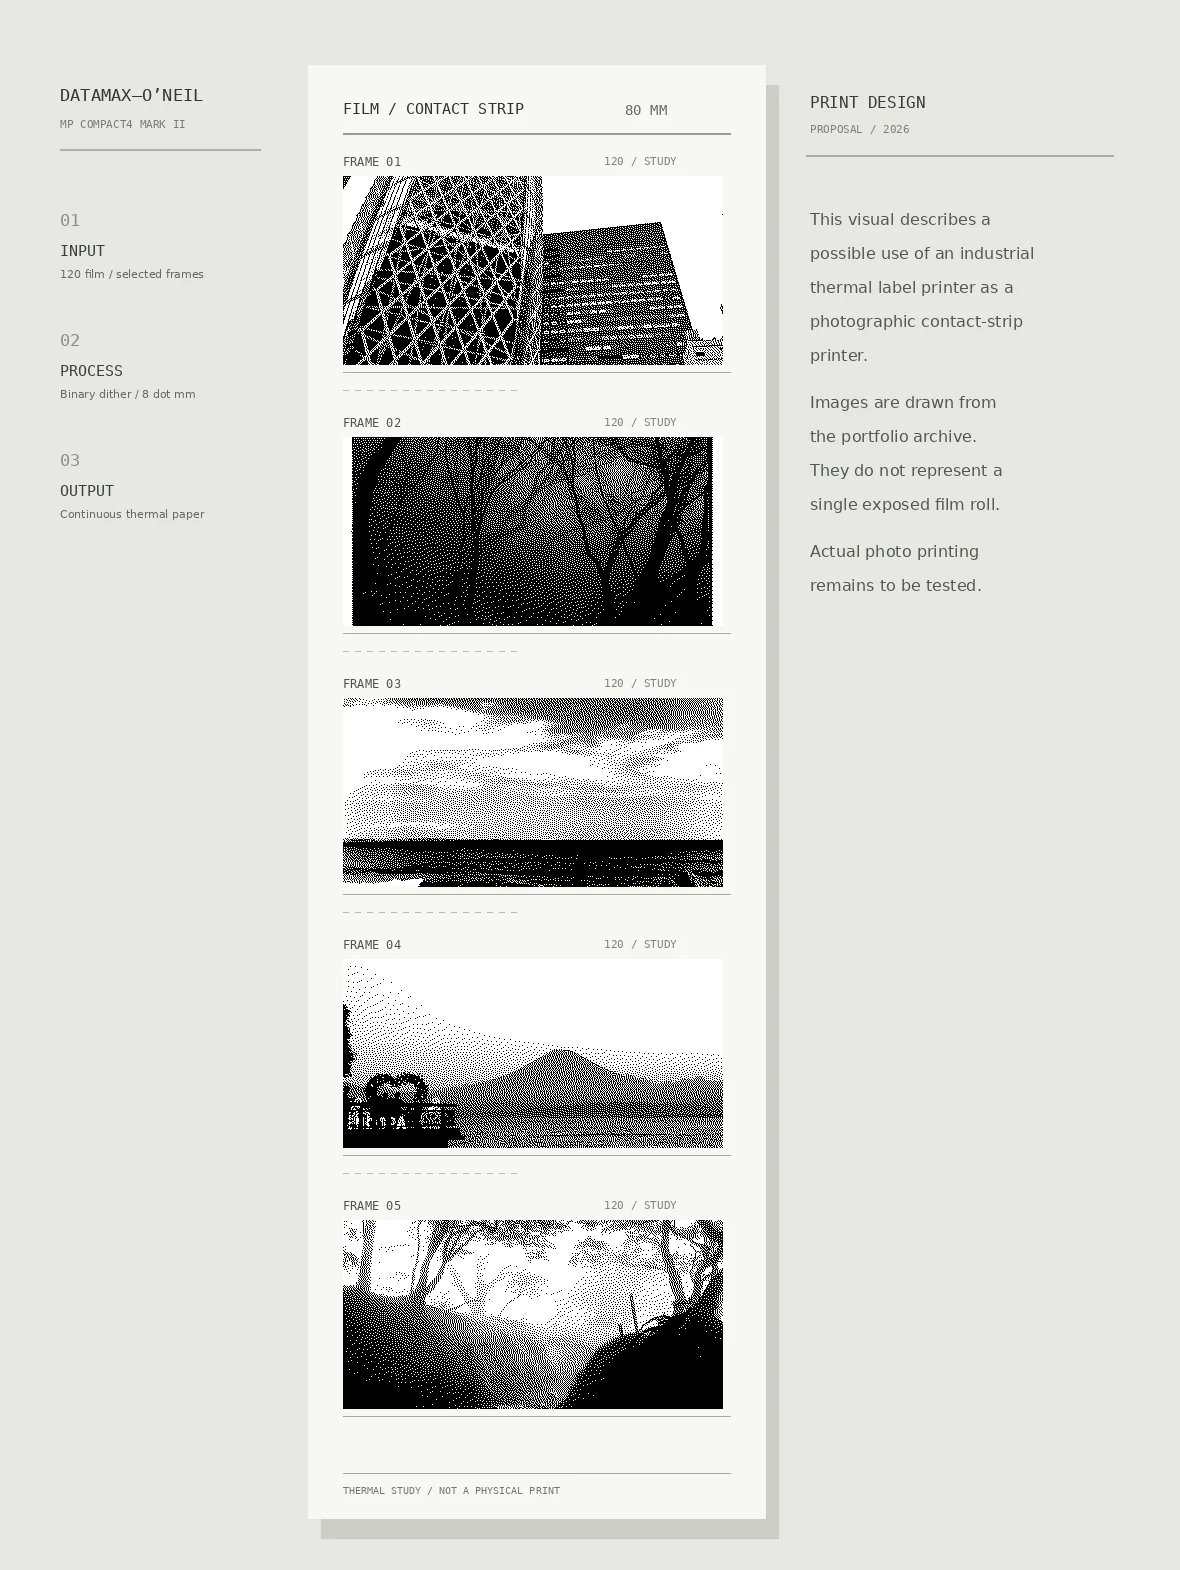 DATAMAX—O’NEIL
MP COMPACT4 MARK II
01
INPUT
120 film / selected frames
02
PROCESS
Binary dither / 8 dot mm
03
OUTPUT
Continuous thermal paper
FILM / CONTACT STRIP
80 MM
FRAME 01
120 / STUDY
FRAME 02
120 / STUDY
FRAME 03
120 / STUDY
FRAME 04
120 / STUDY
FRAME 05
120 / STUDY
THERMAL STUDY / NOT A PHYSICAL PRINT
PRINT DESIGN
PROPOSAL / 2026
This visual describes a
possible use of an industrial
thermal label printer as a
photographic contact-strip
printer.
Images are drawn from
the portfolio archive.
They do not represent a
single exposed film roll.
Actual photo printing
remains to be tested.